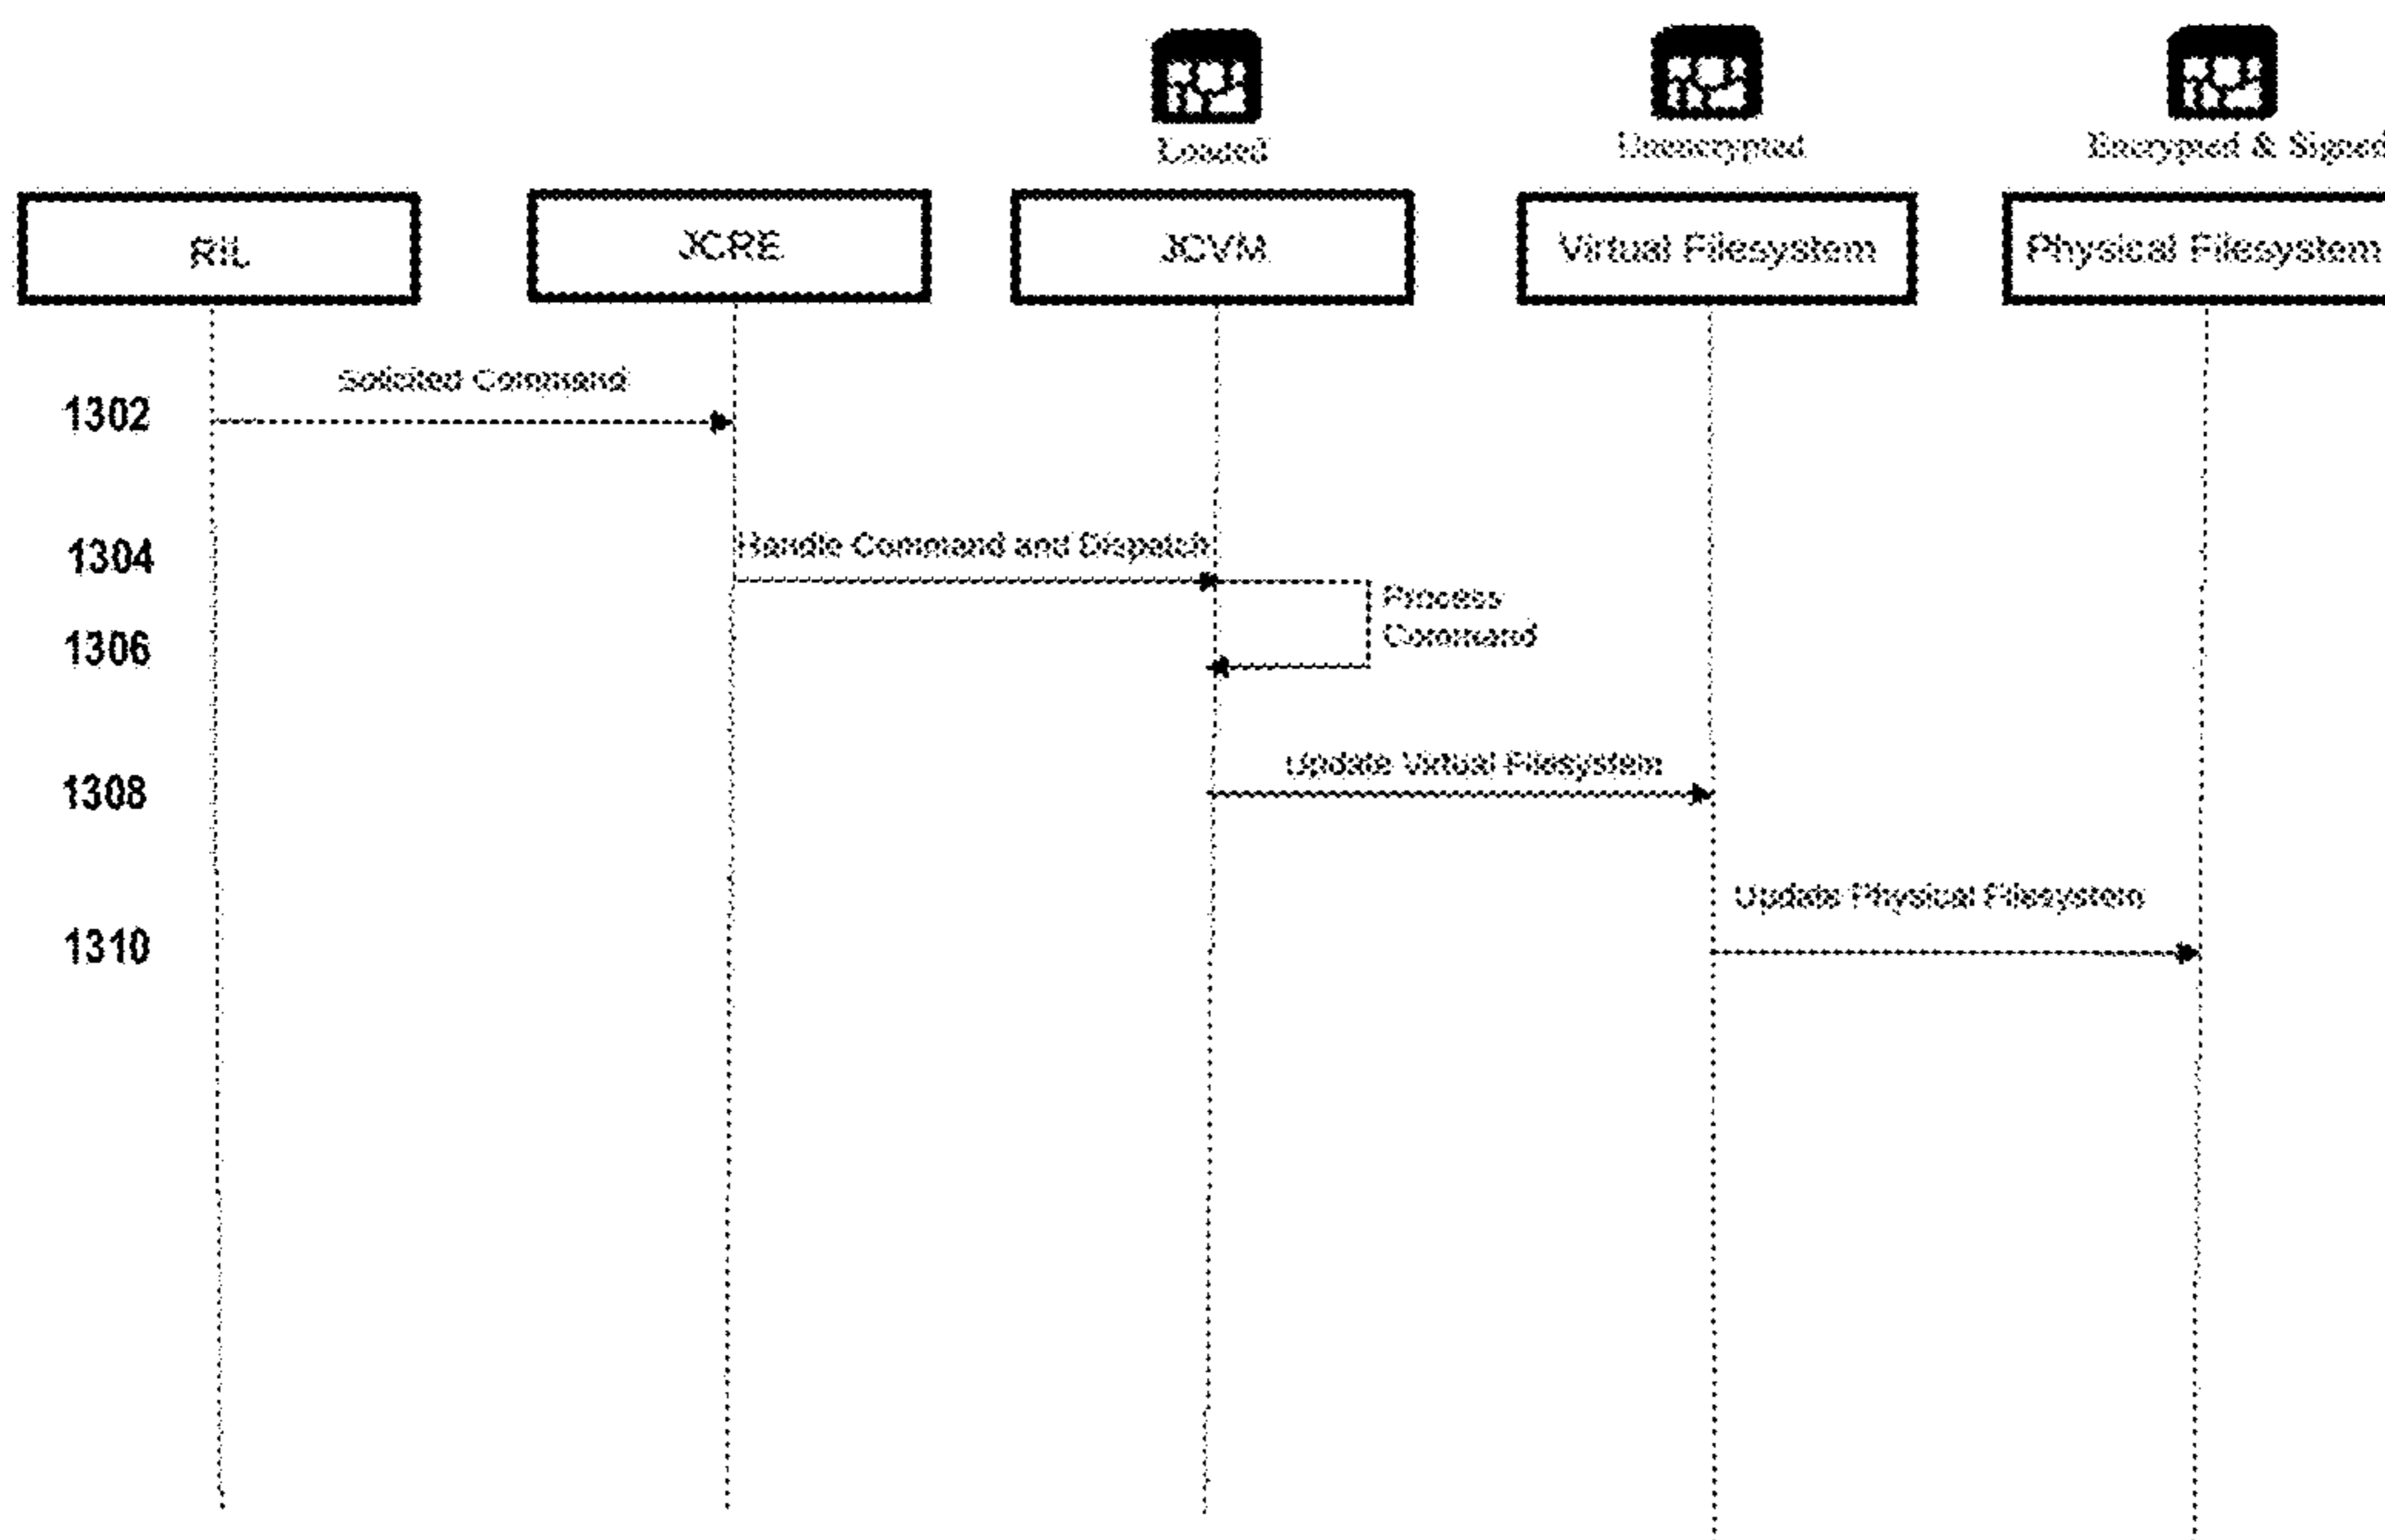 Loaded
Unencrypted
Encrypted & Signed
RIL
JCRE
JCVM
Virtual Filesystem
Physical Filesystem
Solicited Command
1302
Handle Command and Dispatch
1304
Process
Command
1306
Update Virtual Filesystem
1308
Update Physical Filesystem
1310